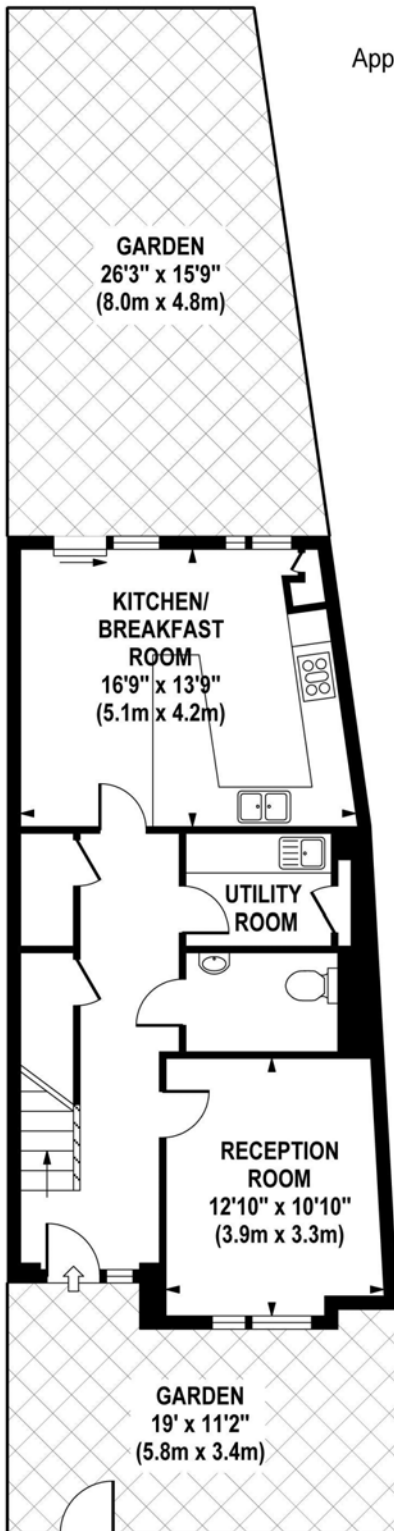 App
GARDEN
26'3" x 15'9"
(8.0m x 4.8m)
KITCHEN/
BREAKFAST
ROOM
16'9" x 13'9"
(5.1m x 4.2m)
UTILITY
ROOM
RECEPTION
ROOM
12'10" x 10'10"
(3.9m x 3.3m)
GARDEN
19' x 11'2"
(5.8m x 3.4m)